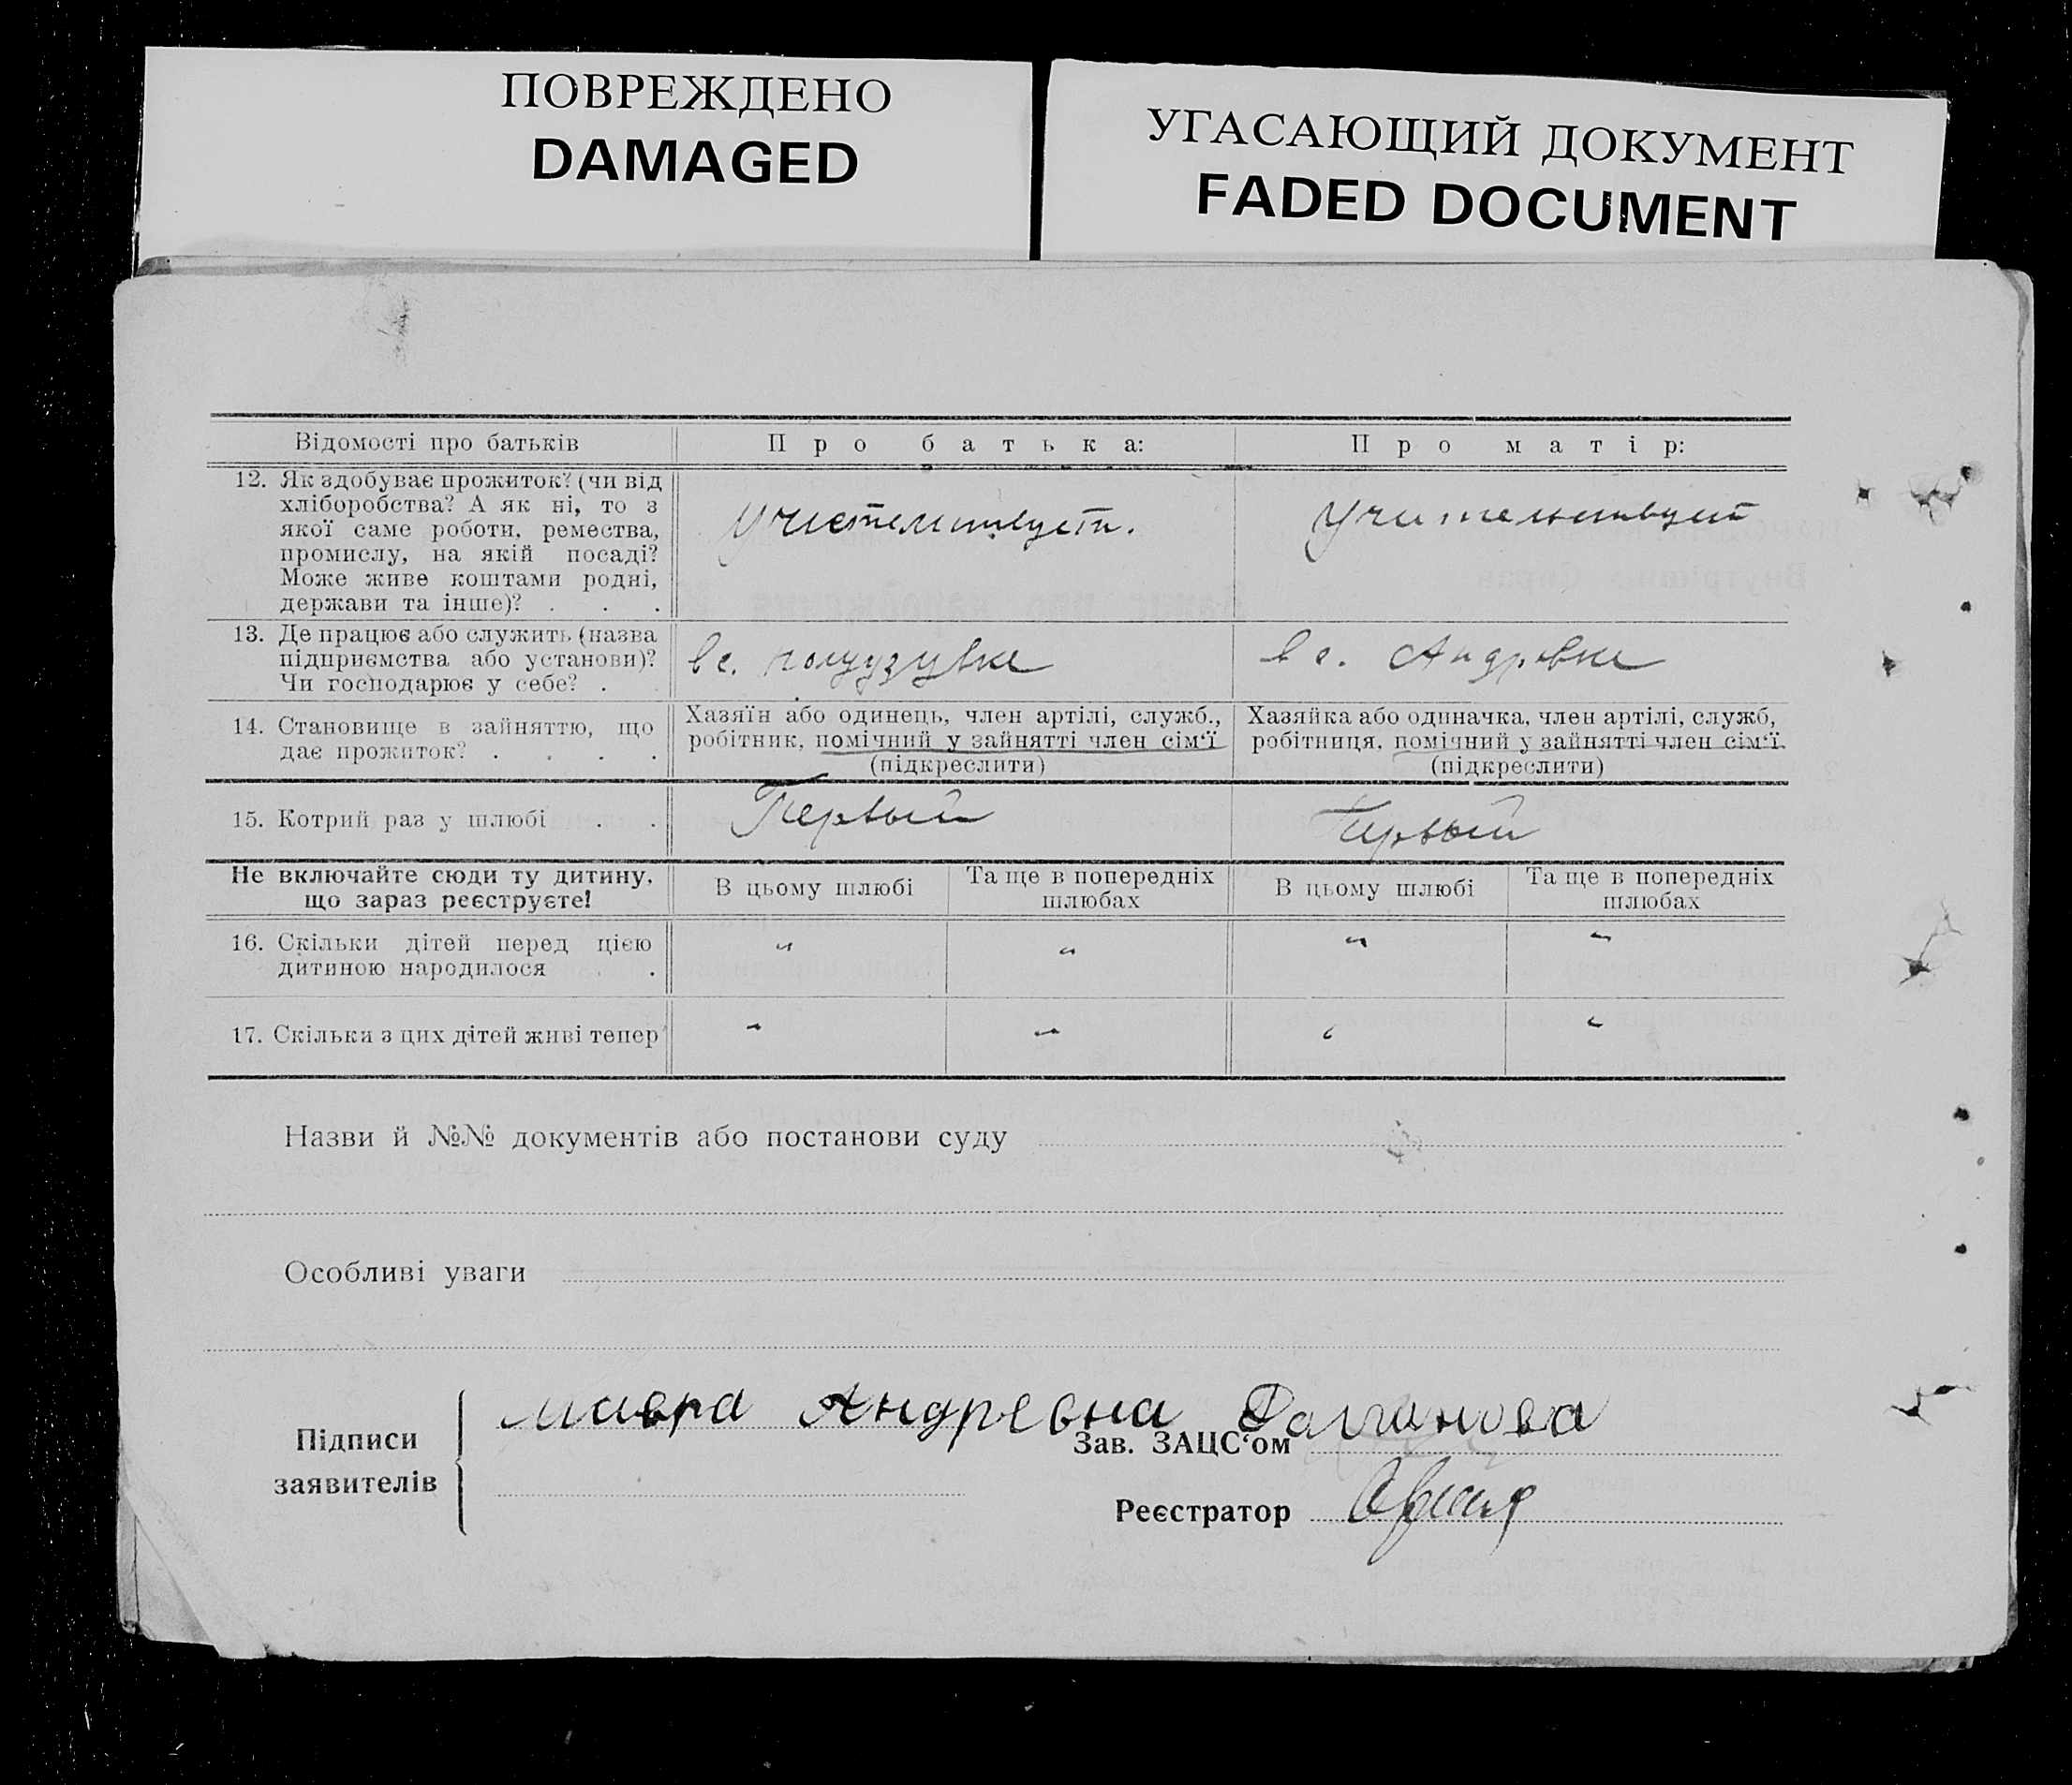 ПОВРЕЖДЕНО
DAMAGED
УГАСАЮЩИЙ ДОКУМЕНТ
FADED DOCUMENT
Відомості про батьків
Про батька:
Про матір:
12. Як здобуває прожиток? (чи від
хліборобства? А як ні, то з
якої саме роботи, ремества,
промислу, на якій посаді?
Може живе коштами родні,
держави та інше)? . . .
Учительствует.
Учительствует
13. Де працює або служить (назва
підприємства або установи)?
Чи господарює у себе? .
в с.
в с. Андровке
14. Становище в зайняттю, що
дає прожиток? . . . .
Хазяїн або одинець, член артілі, служб.,
робітник, помічний у зайнятті член сім'ї
(підкреслити)
Хазяйка або одиначка, член артілі, служб,
робітниця, помічний у зайнятті член сім'ї.
(підкреслити)
15. Котрий раз у шлюбі . .
Первый
Первый
Не включайте сюди ту дитину,
що зараз реєструєте!
В цьому шлюбі
Та ще в попередніх
шлюбах
В цьому шлюбі
Та ще в попередніх
шлюбах
16. Скільки дітей перед цією
дитиною народилося . .
" " " "
17. Скілька з цих дітей живі тепер
" " " "
Назви й №№ документів або постанови суду
Особливі уваги
Підписи
заявителів
Мавра Андревна
Зав. ЗАЦС'ом
Реєстратор